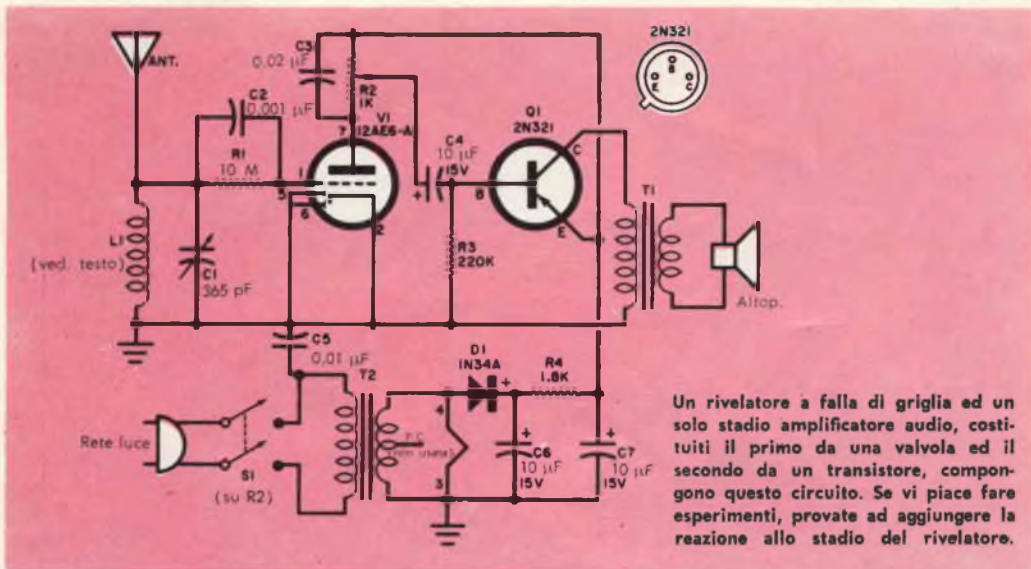 2N321
B
E
C
ANT.
C3
0,02 µF
R2
1K
C2
0,001 µF
V1
12AE6-A
7
Q1
2N321
C
R1
10 M
C4
10 µF
15V
+
1
5
6
2
B
E
T1
L1
(ved. testo)
C1
365 pF
R3
220K
Altop.
C5
0,01 µF
T2
D1
1N34A
+
R4
1.8K
Rete luce
4
P.C.
(non usata)
S1
(su R2)
3
+
C6
10 µF
15V
+
C7
10 µF
15V
Un rivelatore a falla di griglia ed un
solo stadio amplificatore audio, costi-
tuiti il primo da una valvola ed il
secondo da un transistore, compon-
gono questo circuito. Se vi piace fare
esperimenti, provate ad aggiungere la
reazione allo stadio del rivelatore.